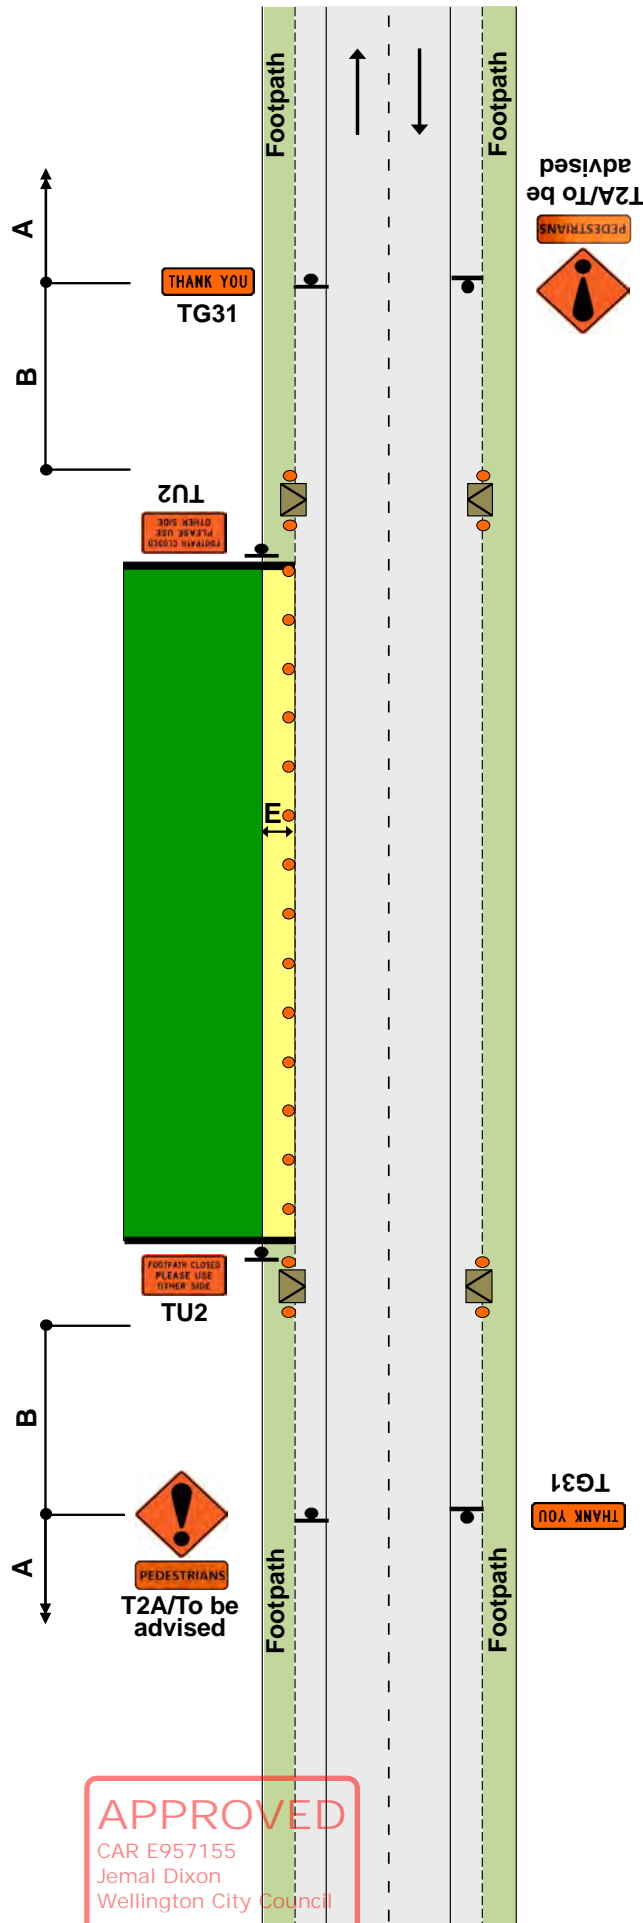 Footpath
Footpath
A
T2A/To be
advised
PEDESTRIANS
THANK YOU
TG31
B
TU2
FOOTPATH CLOSED
PLEASE USE
OTHER SIDE
E
FOOTPATH CLOSED
PLEASE USE
OTHER SIDE
TU2
B
TG31
THANK YOU
A
PEDESTRIANS
T2A/To be
advised
Footpath
Footpath
APPROVED
CAR E957155
Jemal Dixon
Wellington City Council